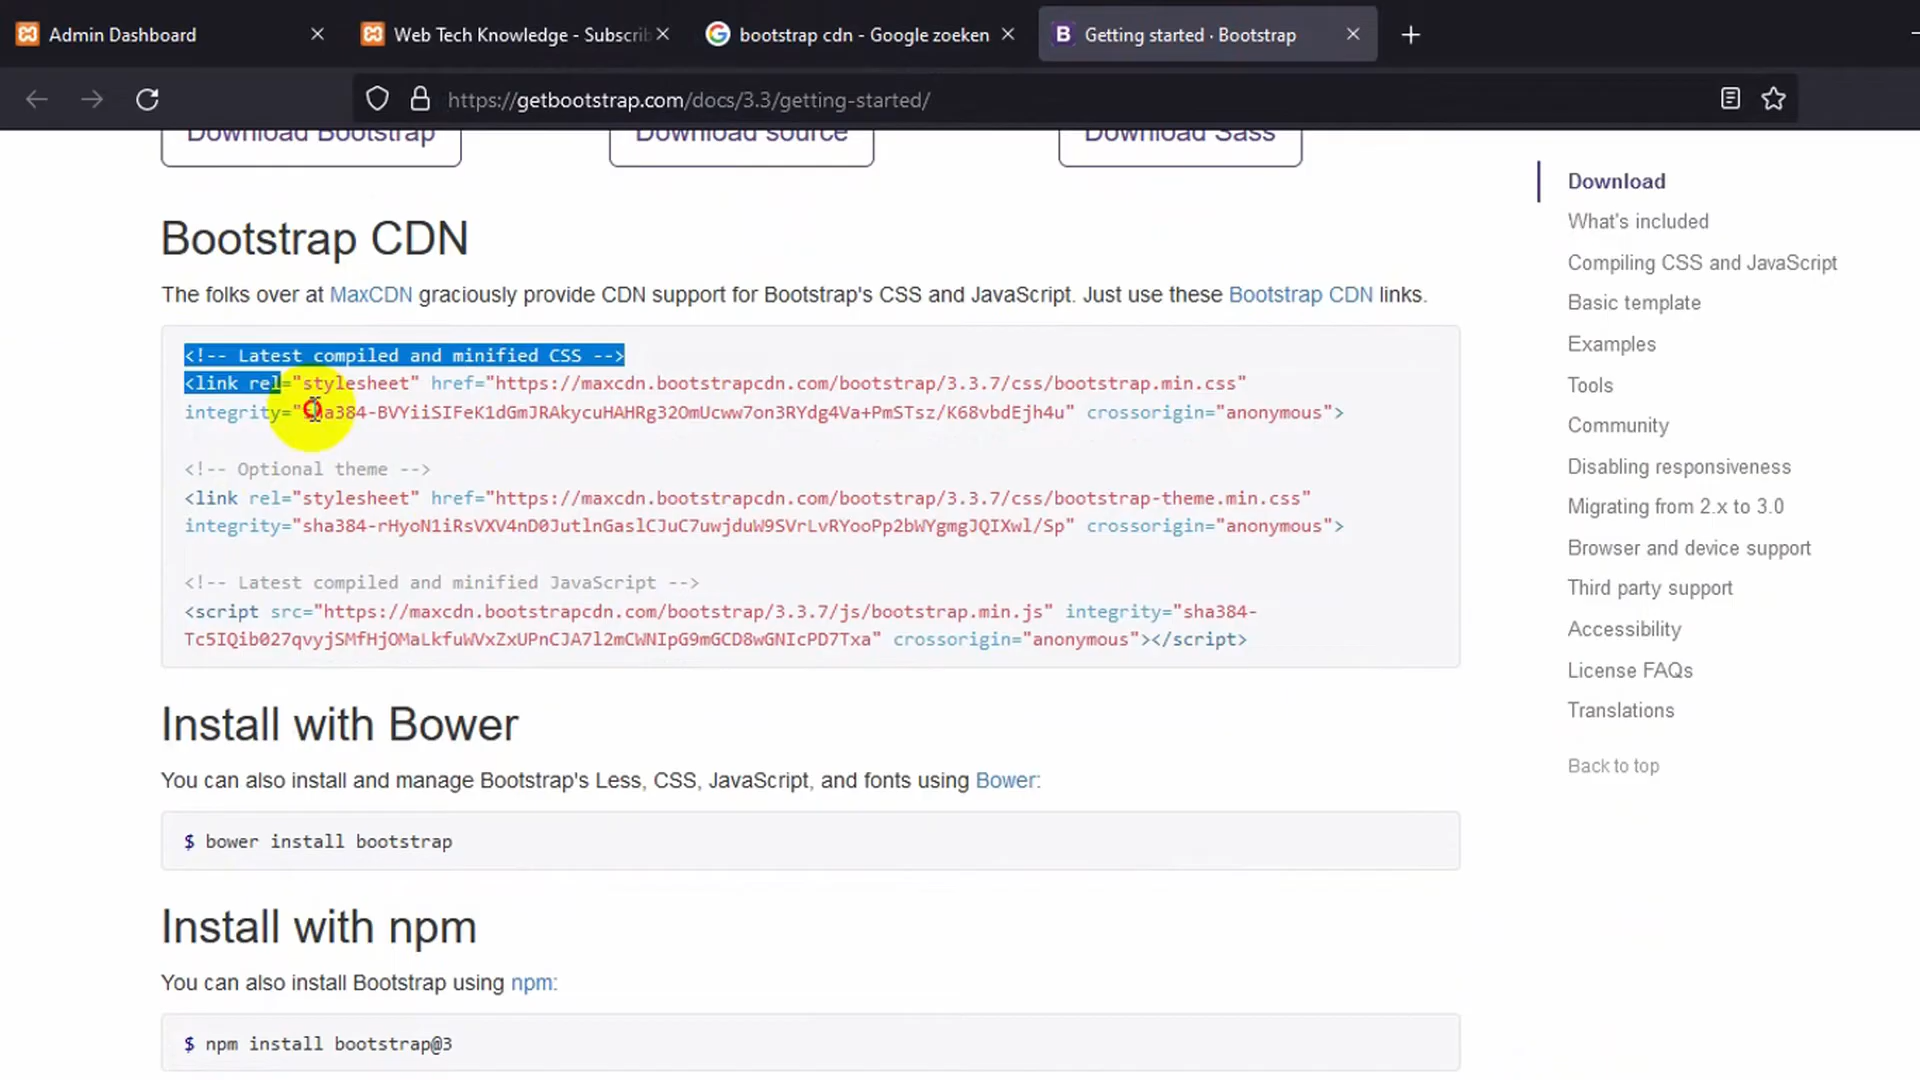 Admin Dashboard
Web Tech Knowledge - Subscrib
bootstrap cdn - Google zoeken
Getting started · Bootstrap
https://getbootstrap.com/docs/3.3/getting-started/
Download Bootstrap
Download source
Download Sass
Bootstrap CDN
The folks over at MaxCDN graciously provide CDN support for Bootstrap's CSS and JavaScript. Just use these Bootstrap CDN links.
<!-- Latest compiled and minified CSS -->
<link rel="stylesheet" href="https://maxcdn.bootstrapcdn.com/bootstrap/3.3.7/css/bootstrap.min.css"
integrity="sha384-BVYiiSIFeK1dGmJRAkycuHAHRg32OmUcww7on3RYdg4Va+PmSTsz/K68vbdEjh4u" crossorigin="anonymous">
<!-- Optional theme -->
<link rel="stylesheet" href="https://maxcdn.bootstrapcdn.com/bootstrap/3.3.7/css/bootstrap-theme.min.css"
integrity="sha384-rHyoN1iRsVXV4nD0JutlnGaslCJuC7uwjduW9SVrLvRYooPp2bWYgmgJQIXwl/Sp" crossorigin="anonymous">
<!-- Latest compiled and minified JavaScript -->
<script src="https://maxcdn.bootstrapcdn.com/bootstrap/3.3.7/js/bootstrap.min.js" integrity="sha384-
Tc5IQib027qvyjSMfHjOMaLkfuWVxZxUPnCJA7l2mCWNIpG9mGCD8wGNIcPD7Txa" crossorigin="anonymous"></script>
Install with Bower
You can also install and manage Bootstrap's Less, CSS, JavaScript, and fonts using Bower:
$ bower install bootstrap
Install with npm
You can also install Bootstrap using npm:
$ npm install bootstrap@3
Download
What's included
Compiling CSS and JavaScript
Basic template
Examples
Tools
Community
Disabling responsiveness
Migrating from 2.x to 3.0
Browser and device support
Third party support
Accessibility
License FAQs
Translations
Back to top